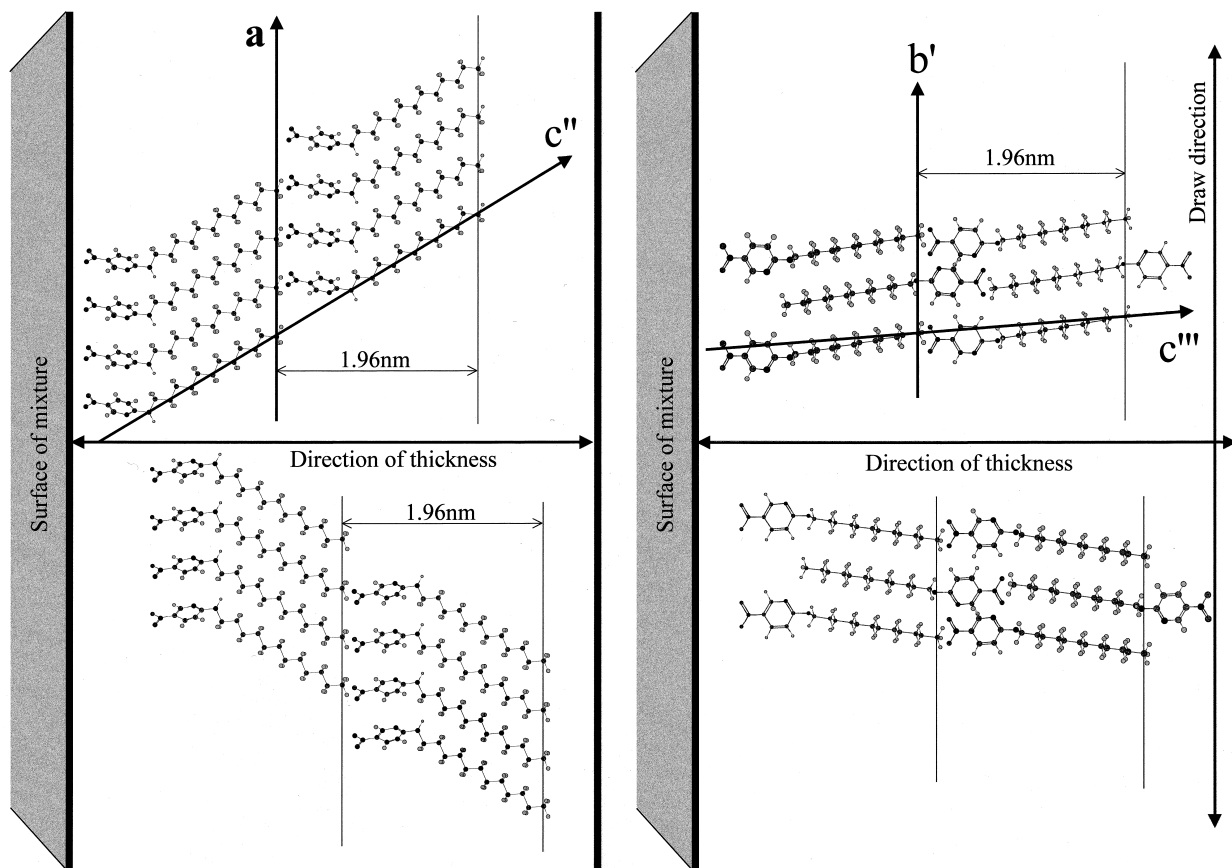 a
c"
1.96nm
Direction of thickness
1.96nm
Surface of mixture
b'
1.96nm
Draw direction
c'''
Direction of thickness
Surface of mixture